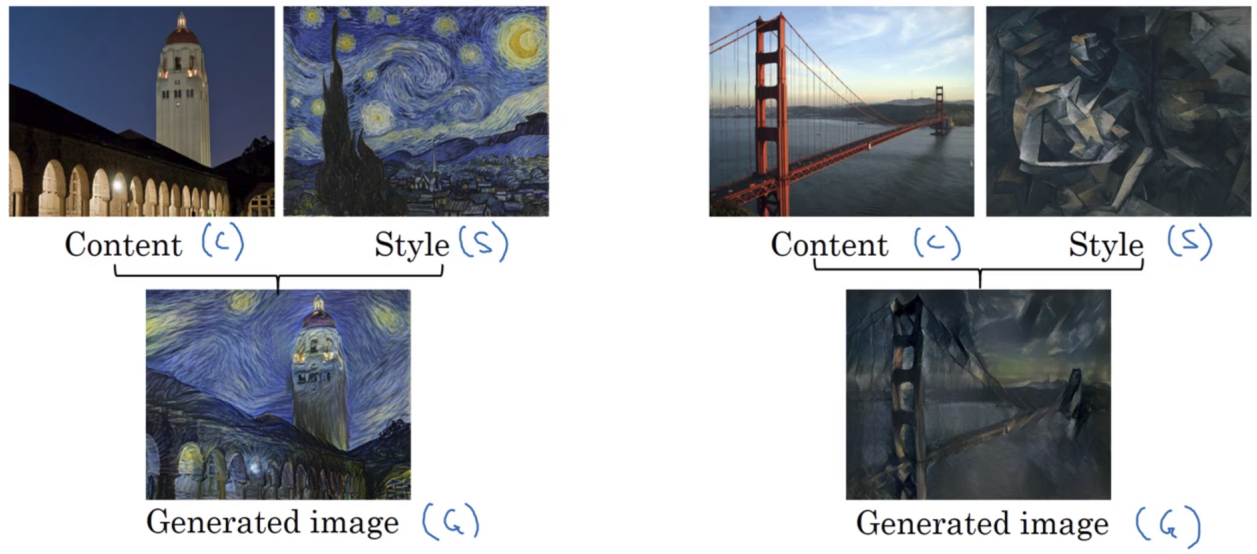 Content (C) Style (S) Content (C) Style (S)
Generated image (G) Generated image (G)